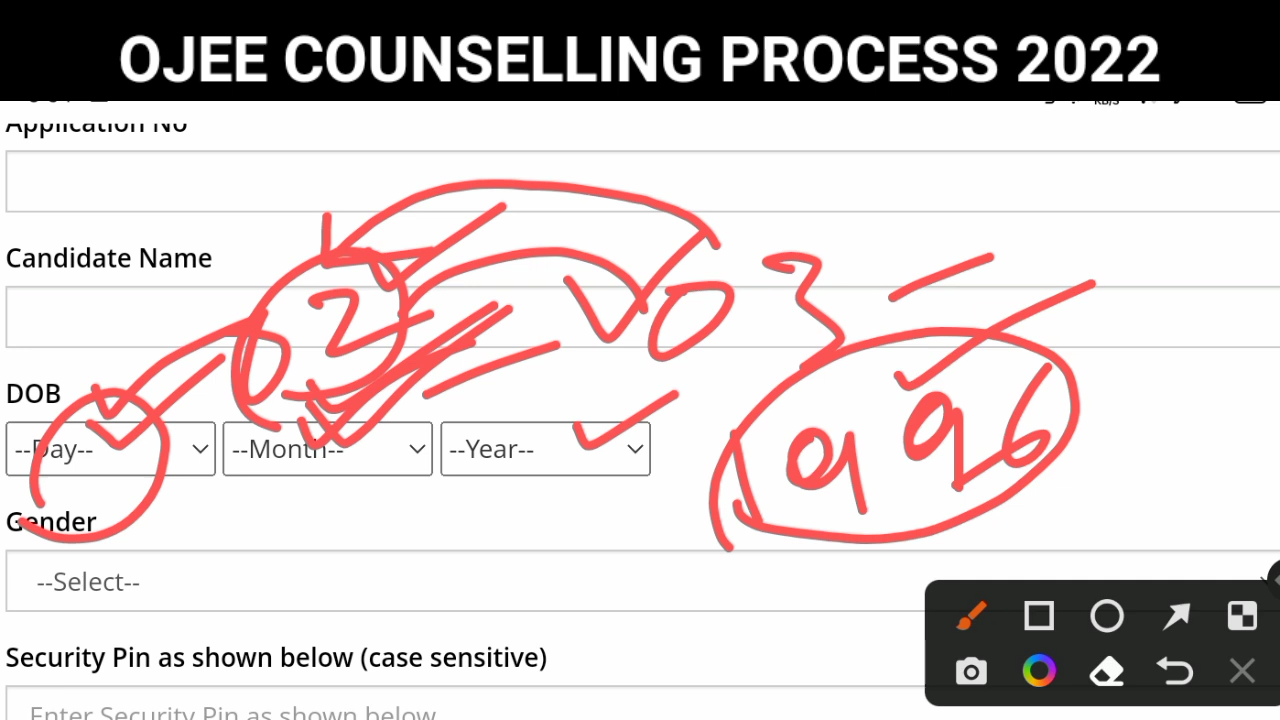 OJEE COUNSELLING PROCESS 2022
Application No
Candidate Name
02 03
DOB
996
--Day-- --Month-- --Year--
Gender
--Select--
Security Pin as shown below (case sensitive)
Enter Security Pin as shown below